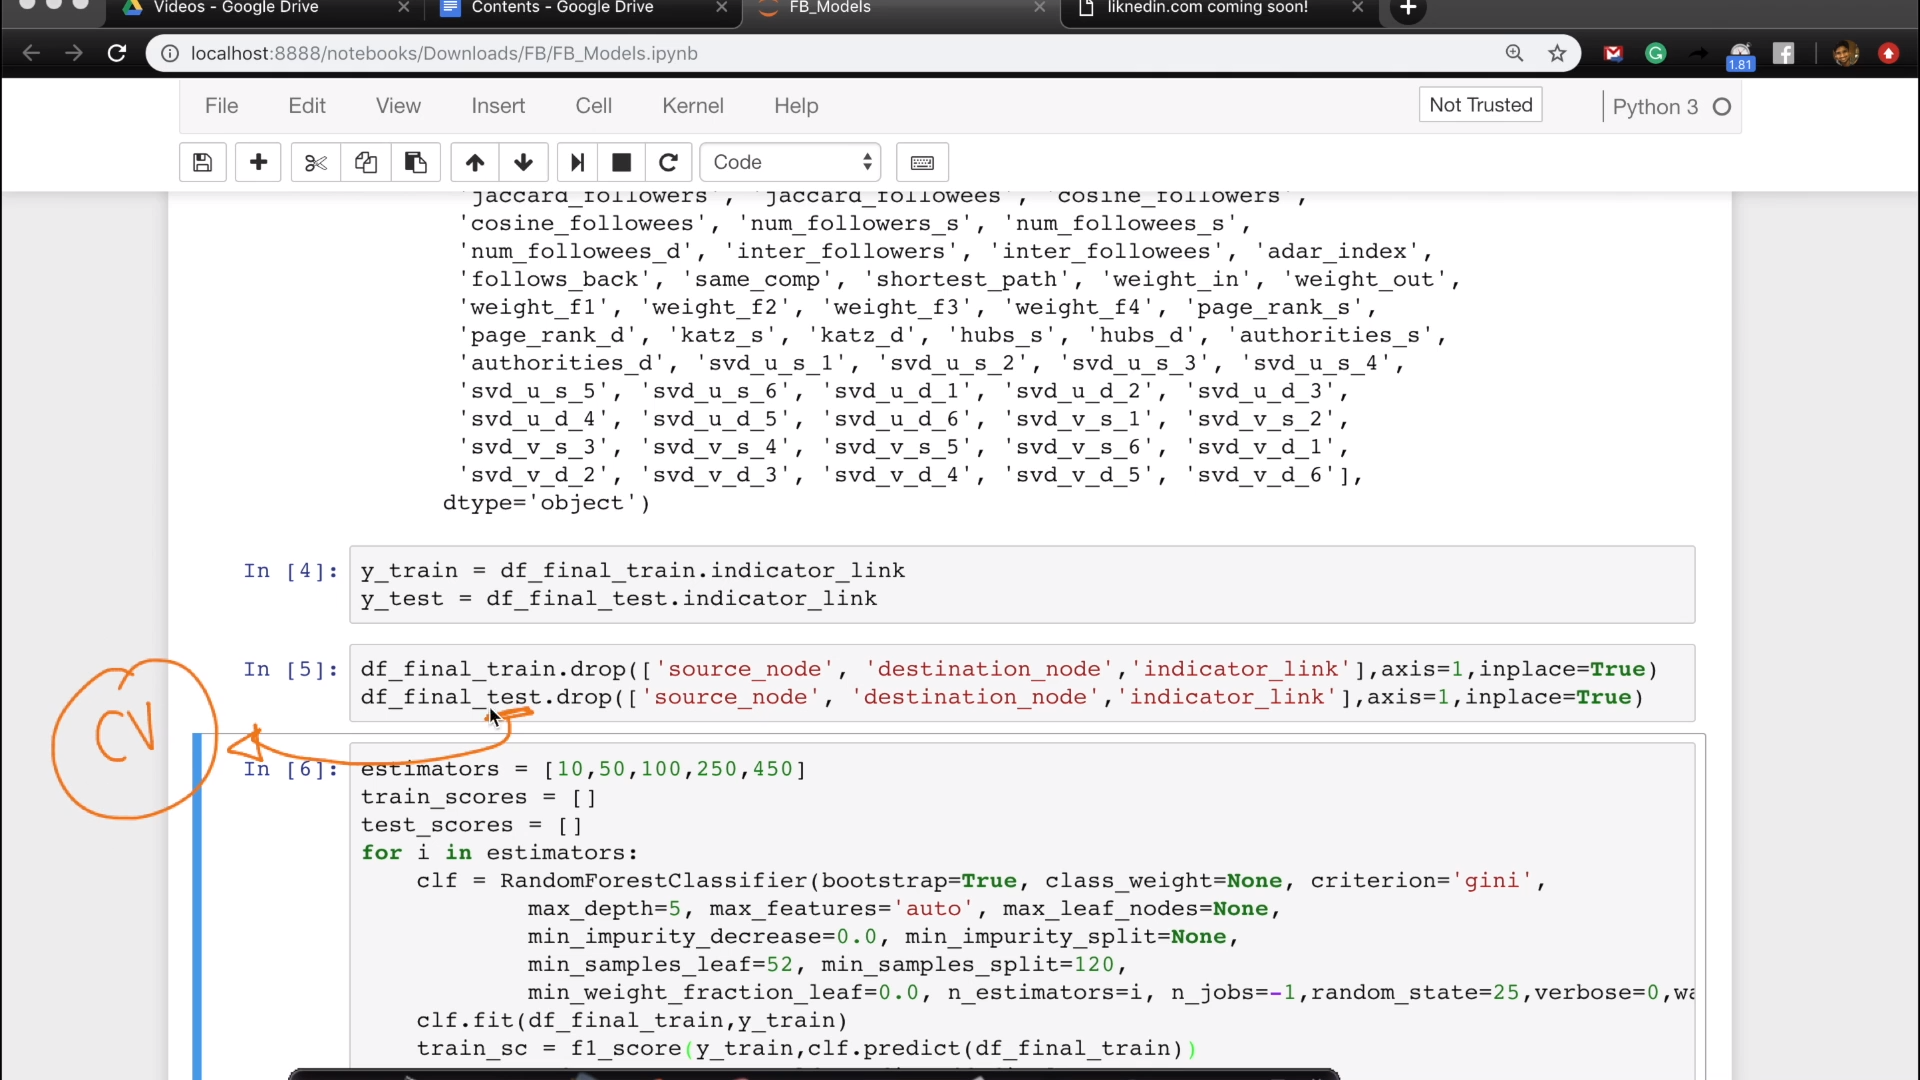 Videos - Google Drive
Contents - Google Drive
FB_Models
liknedin.com coming soon!
localhost:8888/notebooks/Downloads/FB/FB_Models.ipynb
1.81
File Edit View Insert Cell Kernel Help
Not Trusted
Python 3
Code
'jaccard_followers', 'jaccard_followees', 'cosine_followers',
'cosine_followees', 'num_followers_s', 'num_followees_s',
'num_followees_d', 'inter_followers', 'inter_followees', 'adar_index',
'follows_back', 'same_comp', 'shortest_path', 'weight_in', 'weight_out',
'weight_f1', 'weight_f2', 'weight_f3', 'weight_f4', 'page_rank_s',
'page_rank_d', 'katz_s', 'katz_d', 'hubs_s', 'hubs_d', 'authorities_s',
'authorities_d', 'svd_u_s_1', 'svd_u_s_2', 'svd_u_s_3', 'svd_u_s_4',
'svd_u_s_5', 'svd_u_s_6', 'svd_u_d_1', 'svd_u_d_2', 'svd_u_d_3',
'svd_u_d_4', 'svd_u_d_5', 'svd_u_d_6', 'svd_v_s_1', 'svd_v_s_2',
'svd_v_s_3', 'svd_v_s_4', 'svd_v_s_5', 'svd_v_s_6', 'svd_v_d_1',
'svd_v_d_2', 'svd_v_d_3', 'svd_v_d_4', 'svd_v_d_5', 'svd_v_d_6'],
dtype='object')
In [4]: y_train = df_final_train.indicator_link
y_test = df_final_test.indicator_link
In [5]: df_final_train.drop(['source_node', 'destination_node','indicator_link'],axis=1,inplace=True)
df_final_test.drop(['source_node', 'destination_node','indicator_link'],axis=1,inplace=True)
CV
In [6]: estimators = [10,50,100,250,450]
train_scores = []
test_scores = []
for i in estimators:
clf = RandomForestClassifier(bootstrap=True, class_weight=None, criterion='gini',
max_depth=5, max_features='auto', max_leaf_nodes=None,
min_impurity_decrease=0.0, min_impurity_split=None,
min_samples_leaf=52, min_samples_split=120,
min_weight_fraction_leaf=0.0, n_estimators=i, n_jobs=-1,random_state=25,verbose=0,wa
clf.fit(df_final_train,y_train)
train_sc = f1_score(y_train,clf.predict(df_final_train))